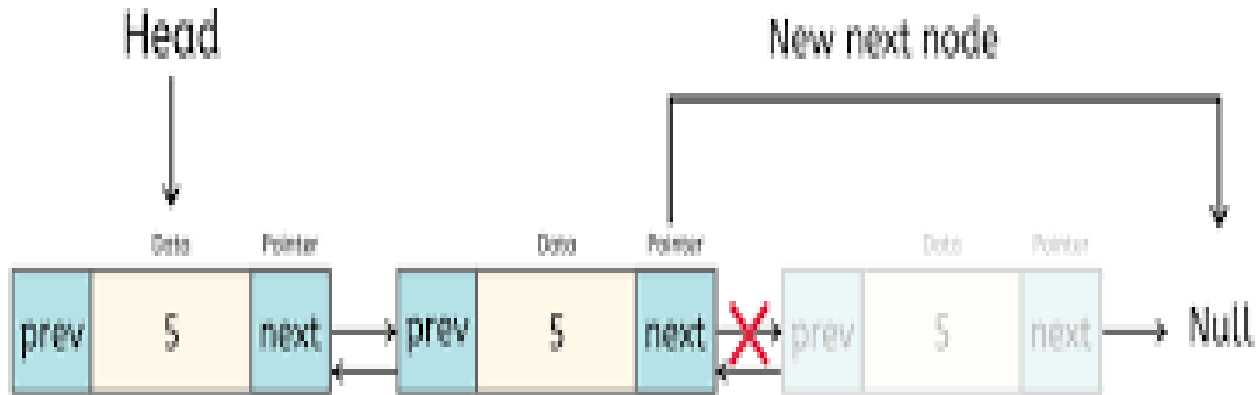 Head
New next node
Data Pointer Data Pointer Data Pointer
prev 5 next prev 5 next prev 5 next Null